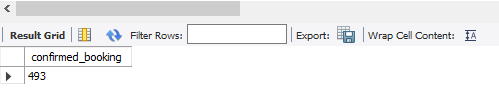 Result Grid Filter Rows: Export: Wrap Cell Content:
confirmed_booking
493